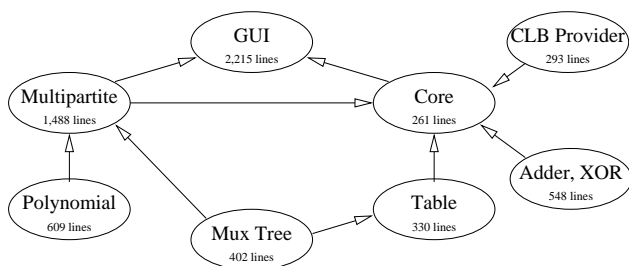 GUI
2,215 lines
CLB Provider
293 lines
Multipartite
1,488 lines
Core
261 lines
Adder, XOR
548 lines
Polynomial
609 lines
Table
330 lines
Mux Tree
402 lines